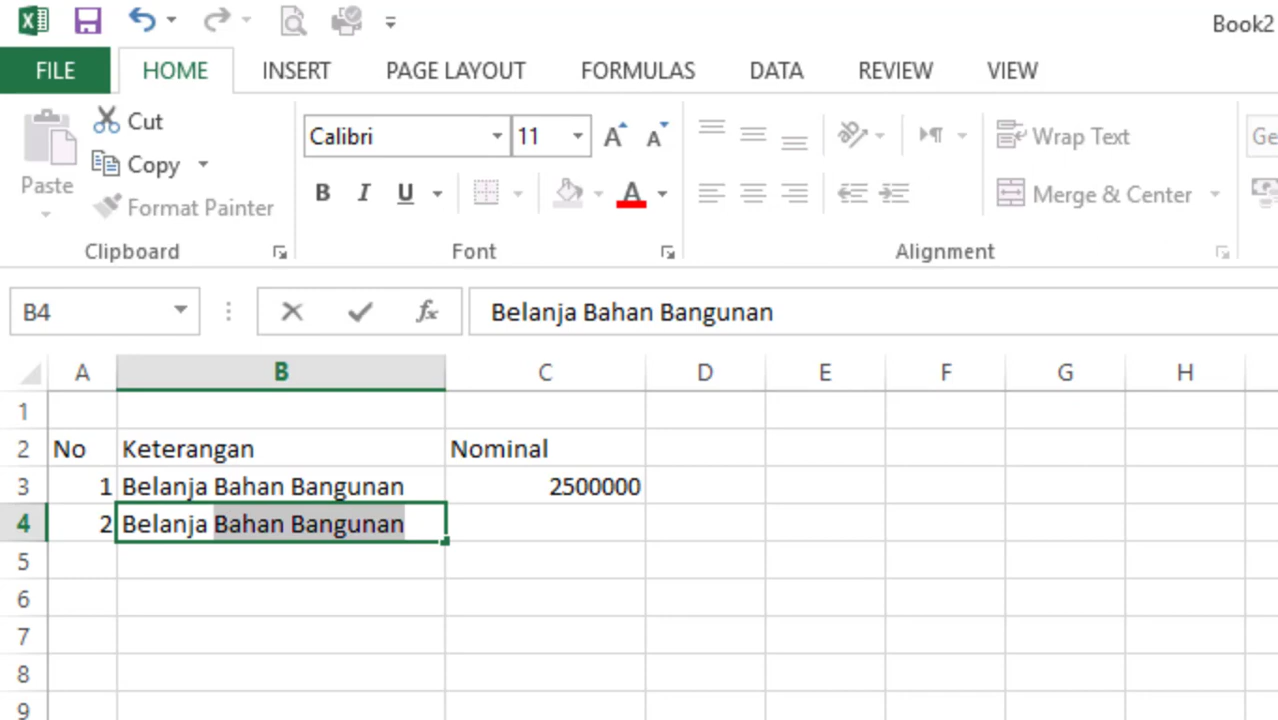 Book2
FILE HOME INSERT PAGE LAYOUT FORMULAS DATA REVIEW VIEW
Cut
Calibri 11 Wrap Text
Copy
Paste B I U A Merge & Center
Format Painter
Clipboard Font Alignment
B4 fx Belanja Bahan Bangunan
A B C D E F G H
1
2 No Keterangan Nominal
3 1 Belanja Bahan Bangunan 2500000
4 2 Belanja Bahan Bangunan
5
6
7
8
9